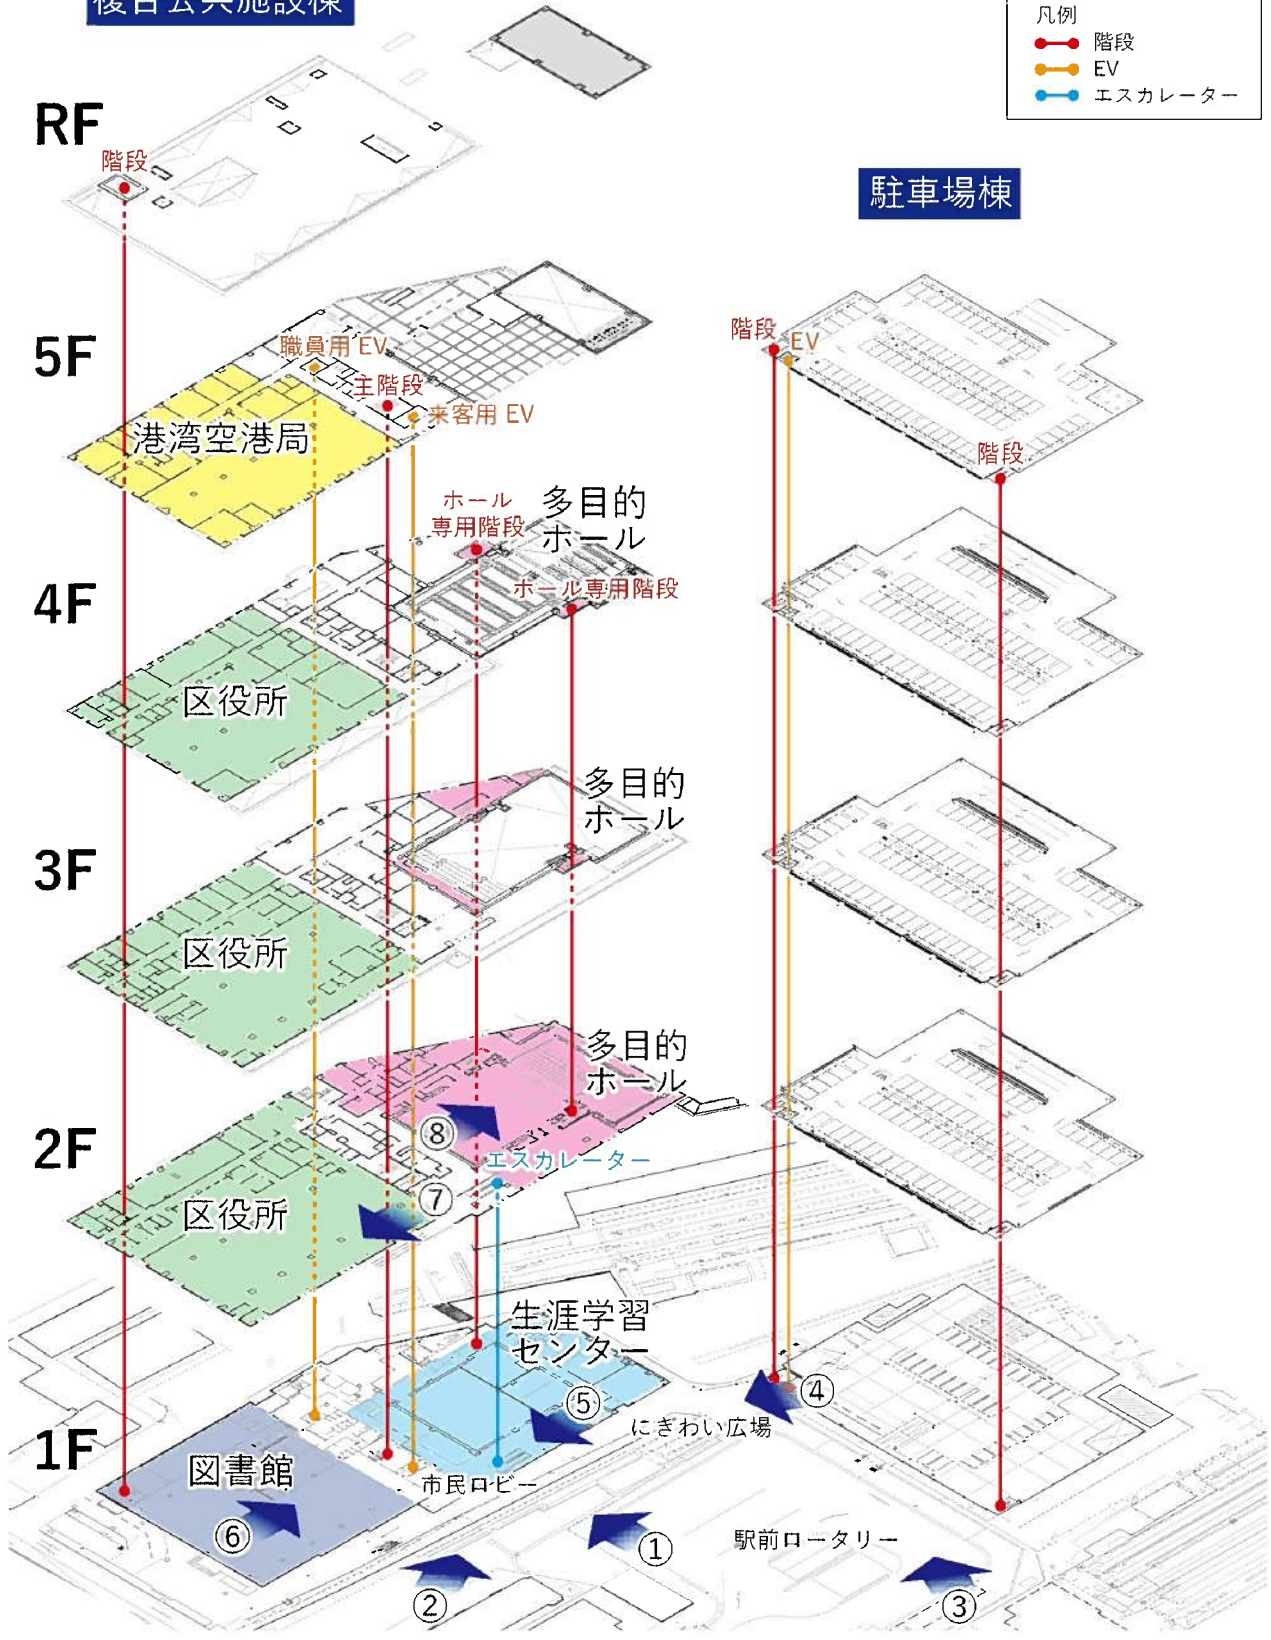 複合公共施設棟
凡例
階段
EV
エスカレーター
RF
階段
駐車場棟
5F
職員用 EV
主階段
来客用 EV
港湾空港局
階段
EV
階段
4F
ホール
専用階段
多目的
ホール
ホール専用階段
区役所
3F
多目的
ホール
区役所
2F
多目的
ホール
⑧
エスカレーター
⑦
区役所
1F
生涯学習
センター
⑤
④
にぎわい広場
図書館
市民ロビー
⑥
①
駅前ロータリー
②
③